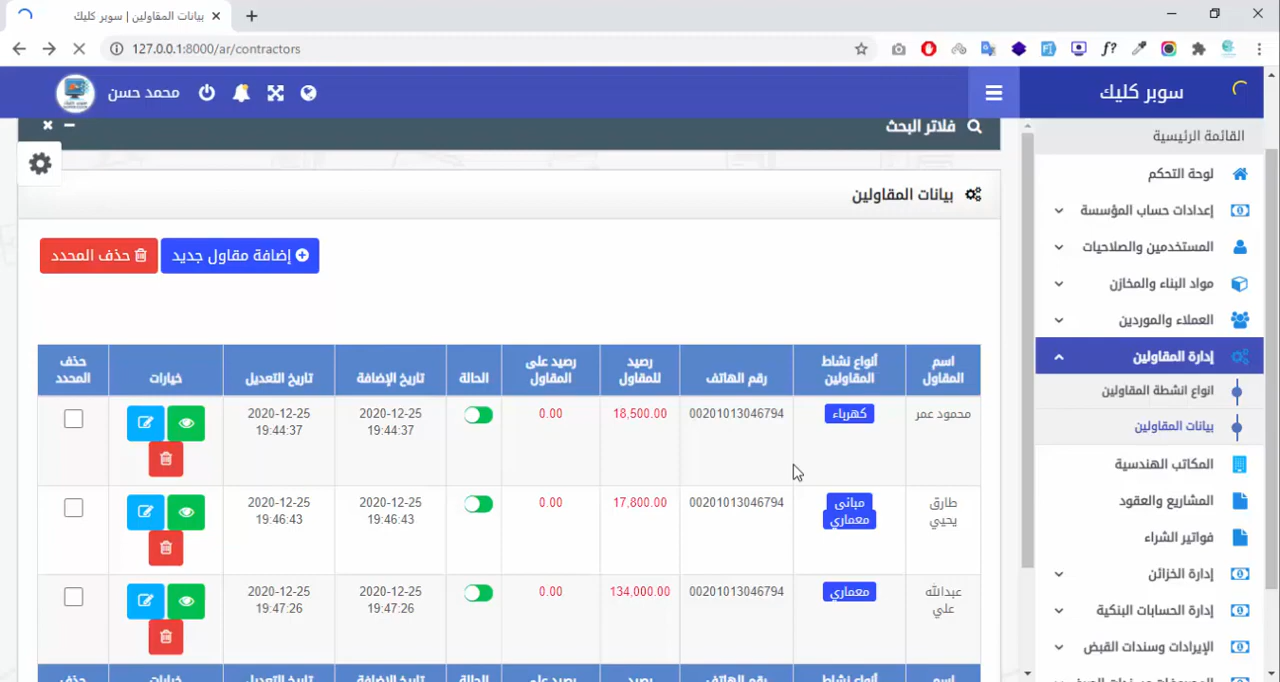 بيانات المقاولين | سوبر كليك
127.0.0.1:8000/ar/contractors
سوبر كليك
محمد حسن
القائمة الرئيسية
لوحة التحكم
إعدادات حساب المؤسسة
المستخدمين والصلاحيات
مواد البناء والمخازن
العملاء والموردين
إدارة المقاولين
انواع انشطة المقاولين
بيانات المقاولين
المكاتب الهندسية
المشاريع والعقود
فواتير الشراء
إدارة الخزائن
إدارة الحسابات البنكية
الإيرادات وسندات القبض
فلاتر البحث
بيانات المقاولين
إضافة مقاول جديد
حذف المحدد
اسم المقاول
أنواع نشاط المقاولين
رقم الهاتف
رصيد للمقاول
رصيد على المقاول
الحالة
تاريخ الإضافة
تاريخ التعديل
خيارات
حذف المحدد
محمود عمر
كهرباء
00201013046794
18,500.00
0.00
2020-12-25
19:44:37
2020-12-25
19:44:37
طارق يحيي
مبانى
معماري
00201013046794
17,800.00
0.00
2020-12-25
19:46:43
2020-12-25
19:46:43
عبدالله علي
معماري
00201013046794
134,000.00
0.00
2020-12-25
19:47:26
2020-12-25
19:47:26